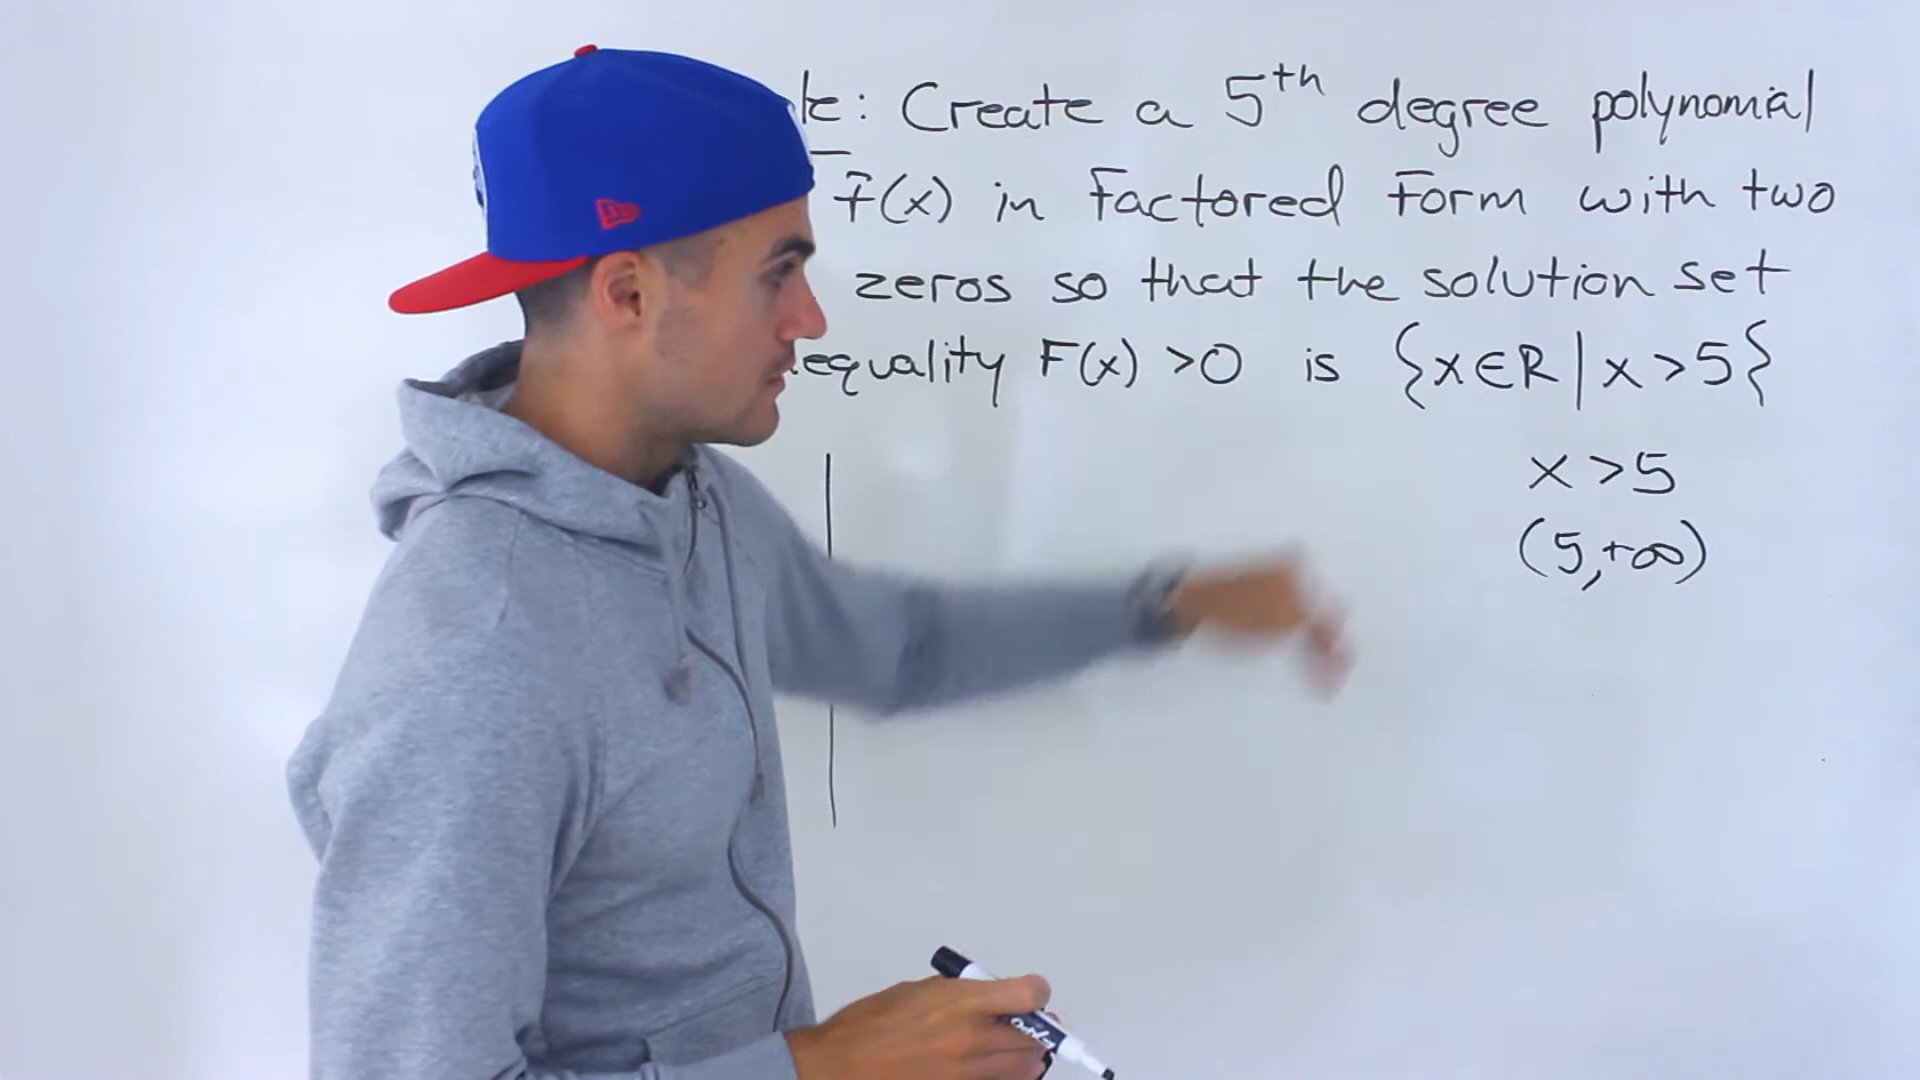 : Create a 5th degree polynomial
F(x) in Factored Form with two
zeros so that the solution set
equality F(x) >0 is {x∈R | x >5}
x >5
(5,+∞)